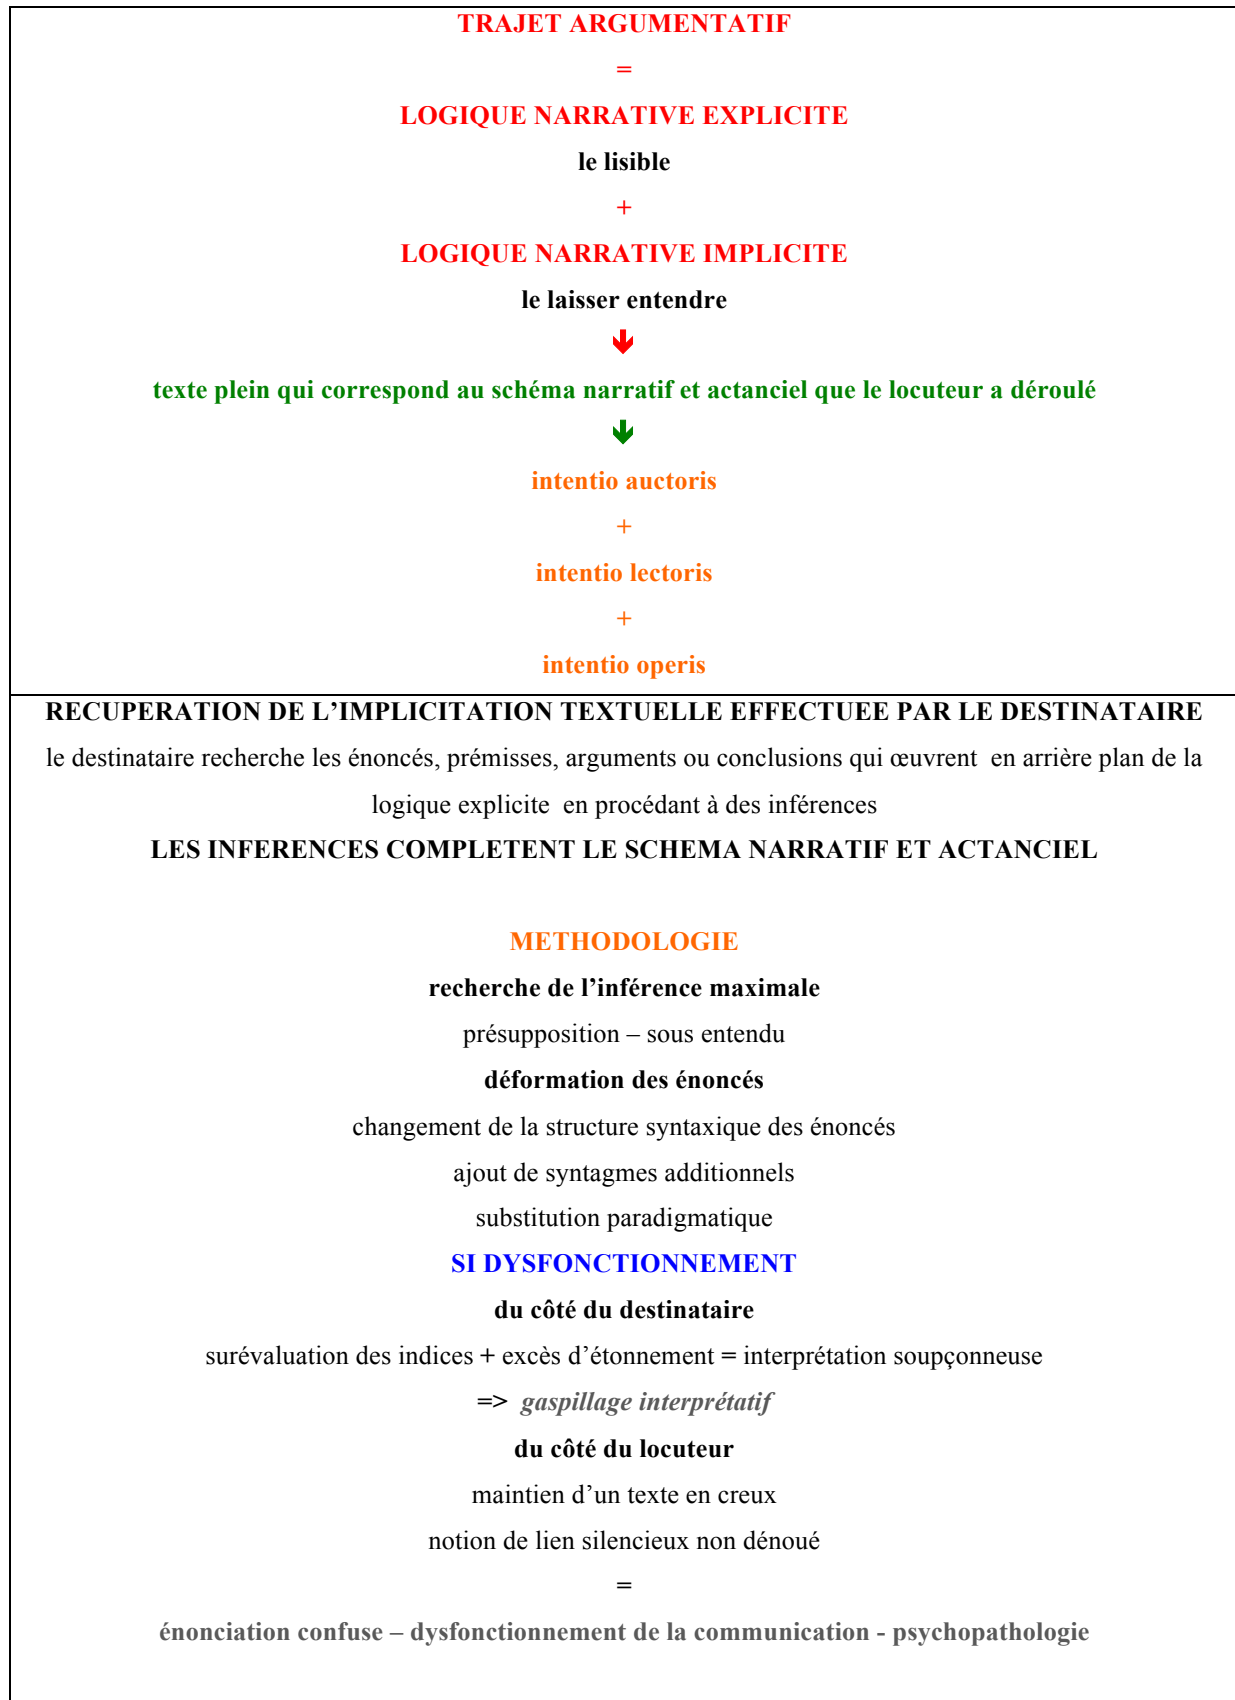 TRAJET ARGUMENTATIF
=
LOGIQUE NARRATIVE EXPLICITE
le lisible
+
LOGIQUE NARRATIVE IMPLICITE
le laisser entendre
texte plein qui correspond au schéma narratif et actanciel que le locuteur a déroulé
intentio auctoris
+
intentio lectoris
+
intentio operis
RECUPERATION DE L'IMPLICITATION TEXTUELLE EFFECTUEE PAR LE DESTINATAIRE
le destinataire recherche les énoncés, prémisses, arguments ou conclusions qui œuvrent en arrière plan de la
logique explicite en procédant à des inférences
LES INFERENCES COMPLETENT LE SCHEMA NARRATIF ET ACTANCIEL
METHODOLOGIE
recherche de l'inférence maximale
présupposition – sous entendu
déformation des énoncés
changement de la structure syntaxique des énoncés
ajout de syntagmes additionnels
substitution paradigmatique
SI DYSFONCTIONNEMENT
du côté du destinataire
surévaluation des indices + excès d'étonnement = interprétation soupçonneuse
=> gaspillage interprétatif
du côté du locuteur
maintien d'un texte en creux
notion de lien silencieux non dénoué
=
énonciation confuse – dysfonctionnement de la communication - psychopathologie